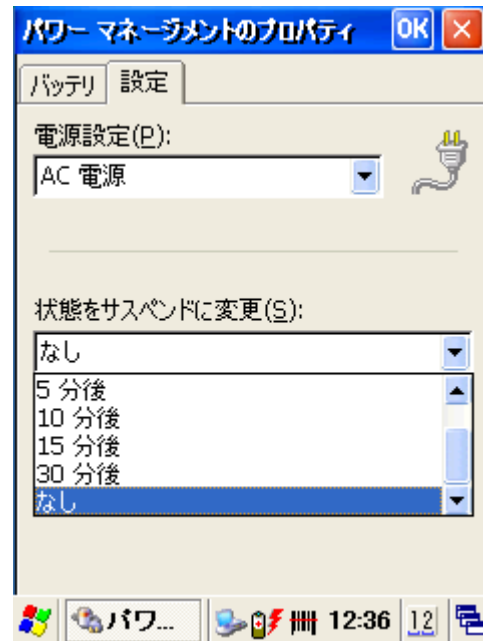 パワー マネージメントのプロパティ OK
バッテリ 設定
電源設定(P):
AC 電源
状態をサスペンドに変更(S):
なし
5 分後
10 分後
15 分後
30 分後
なし
パワ... 12:36 12